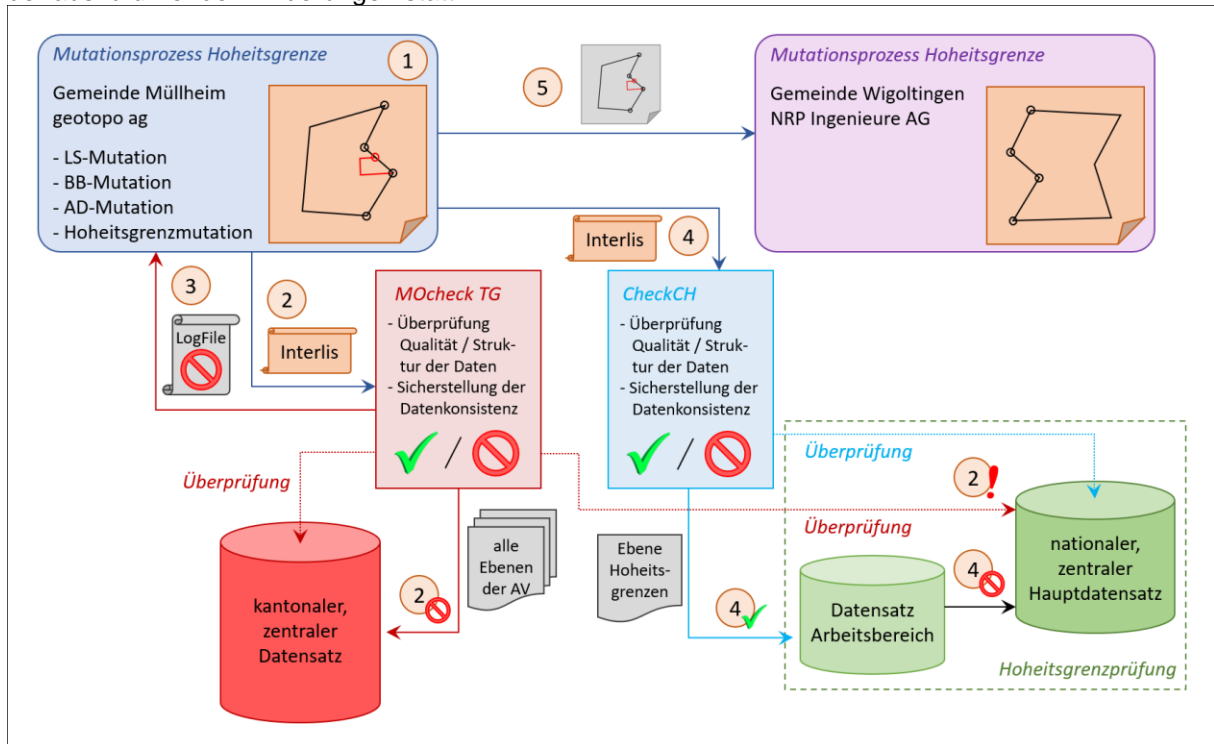 Mutationsprozess Hoheitsgrenze
1
Gemeinde Müllheim
geotopo ag
- LS-Mutation
- BB-Mutation
- AD-Mutation
- Hoheitsgrenzmutation
5
Mutationsprozess Hoheitsgrenze
Gemeinde Wigoltingen
NRP Ingenieure AG
3
LogFile
2
Interlis
Interlis
4
MOcheck TG
- Überprüfung
Qualität / Struk-
tur der Daten
- Sicherstellung der
Datenkonsistenz
/
CheckCH
- Überprüfung
Qualität / Struk-
tur der Daten
- Sicherstellung der
Datenkonsistenz
/
Überprüfung
Überprüfung
2
Überprüfung
kantonaler,
zentraler
Datensatz
2
alle
Ebenen
der AV
Ebene
Hoheits-
grenzen
4
Datensatz
Arbeitsbereich
4
nationaler,
zentraler
Hauptdatensatz
Hoheitsgrenzprüfung